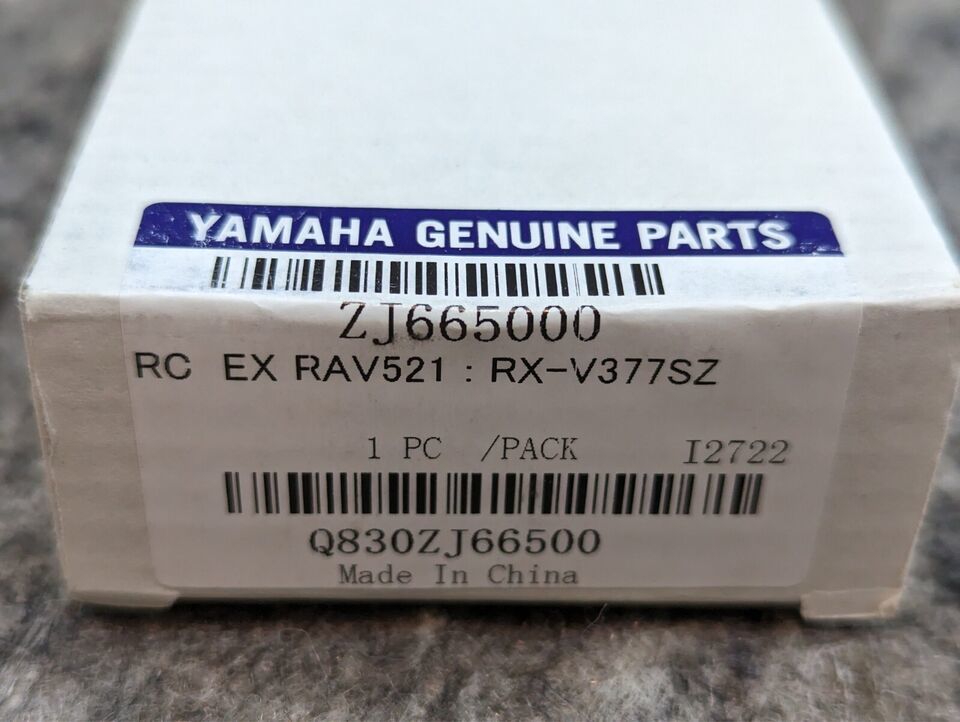 YAMAHA GENUINE PARTS
ZJ665000
RC EX RAV521 : RX-V377SZ
1 PC /PACK I2722
Q830ZJ66500
Made In China